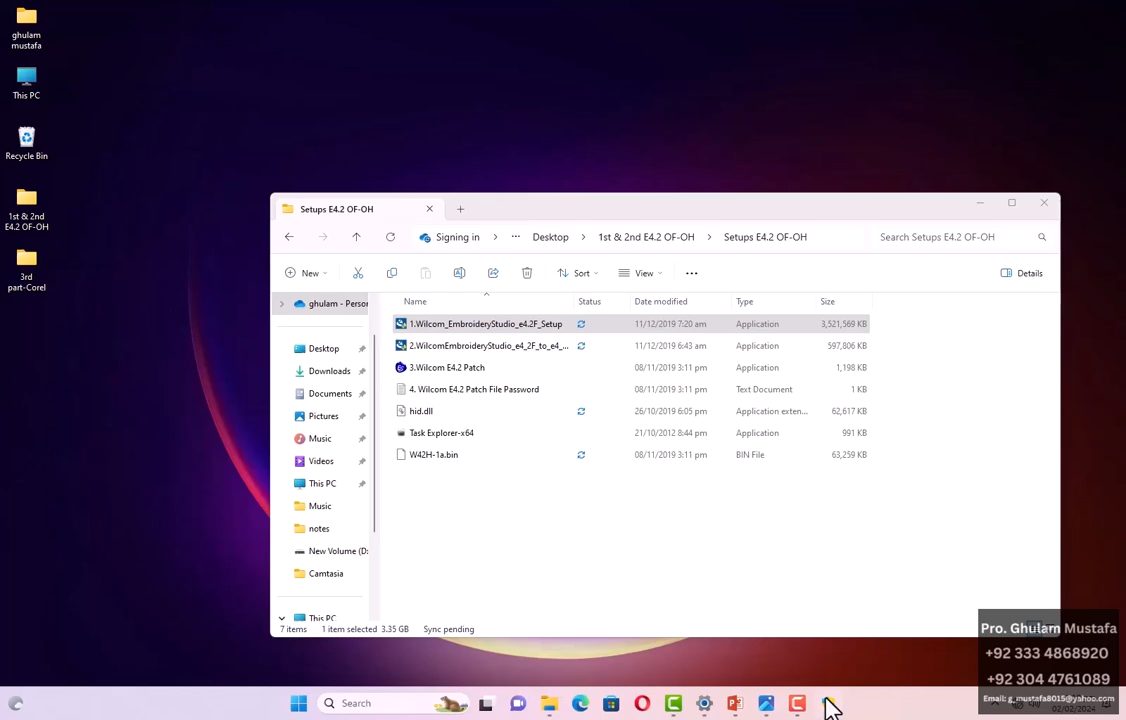 ghulam
mustafa
This PC
Recycle Bin
1st & 2nd
E4.2 OF-OH
3rd
part-Corel
Setups E4.2 OF-OH
Signing in
Desktop
1st & 2nd E4.2 OF-OH
Setups E4.2 OF-OH
Search Setups E4.2 OF-OH
New
Sort
View
Details
Name Status Date modified Type Size
ghulam - Person
Desktop
Downloads
Documents
Pictures
Music
Videos
This PC
Music
notes
New Volume (D:
Camtasia
This PC
1.Wilcom_EmbroideryStudio_e4.2F_Setup 11/12/2019 7:20 am Application 3,521,569 KB
2.WilcomEmbroideryStudio_e4_2F_to_e4_... 11/12/2019 6:43 am Application 597,806 KB
3.Wilcom E4.2 Patch 08/11/2019 3:11 pm Application 1,198 KB
4. Wilcom E4.2 Patch File Password 08/11/2019 3:11 pm Text Document 1 KB
hid.dll 26/10/2019 6:05 pm Application exten... 62,617 KB
Task Explorer-x64 21/10/2012 8:44 pm Application 991 KB
W42H-1a.bin 08/11/2019 3:11 pm BIN File 63,259 KB
7 items 1 item selected 3.35 GB Sync pending
Pro. Ghulam Mustafa
+92 333 4868920
+92 304 4761089
Email: g_mustafa8015@yahoo.com
Search
02/02/2024